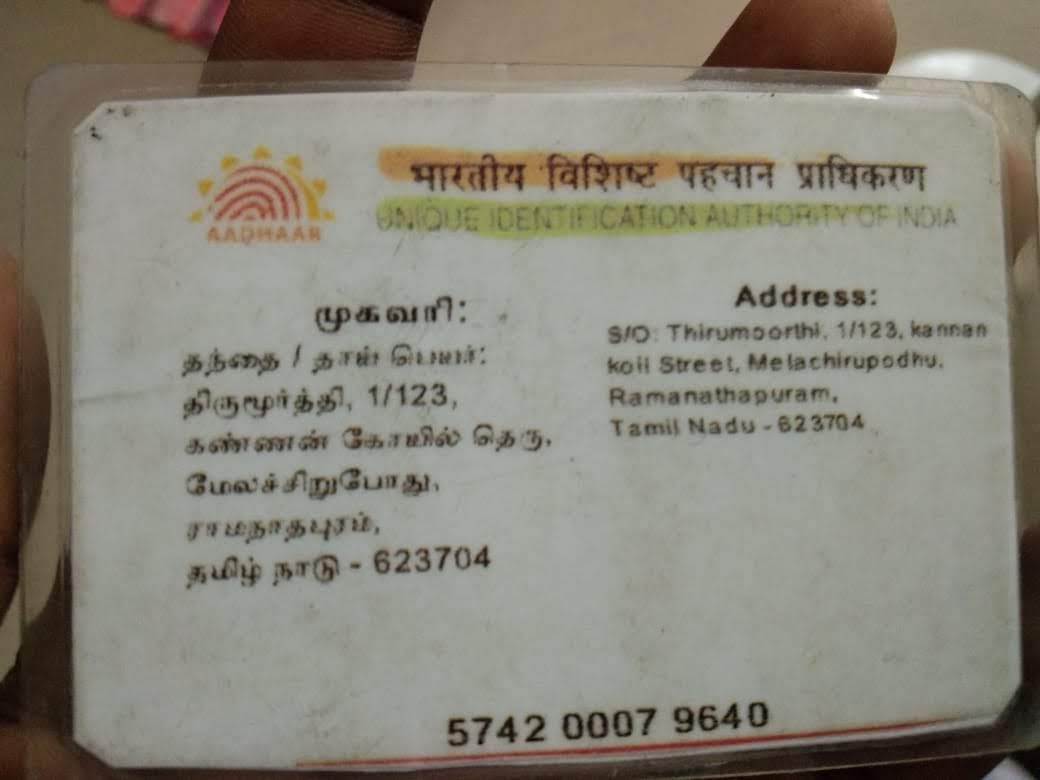 AADHAAR
भारतीय विशिष्ट पहचान प्राधिकरण
UNIQUE IDENTIFICATION AUTHORITY OF INDIA
முகவரி:
தந்தை / தாய் பெயர்:
திருமூர்த்தி, 1/123,
கண்ணன் கோயில் தெரு,
மேலச்சிறுபோது,
ராமநாதபுரம்,
தமிழ் நாடு - 623704
Address:
S/O: Thirumoorthi, 1/123, kannan
koil Street, Melachirupodhu,
Ramanathapuram,
Tamil Nadu - 623704
5742 0007 9640